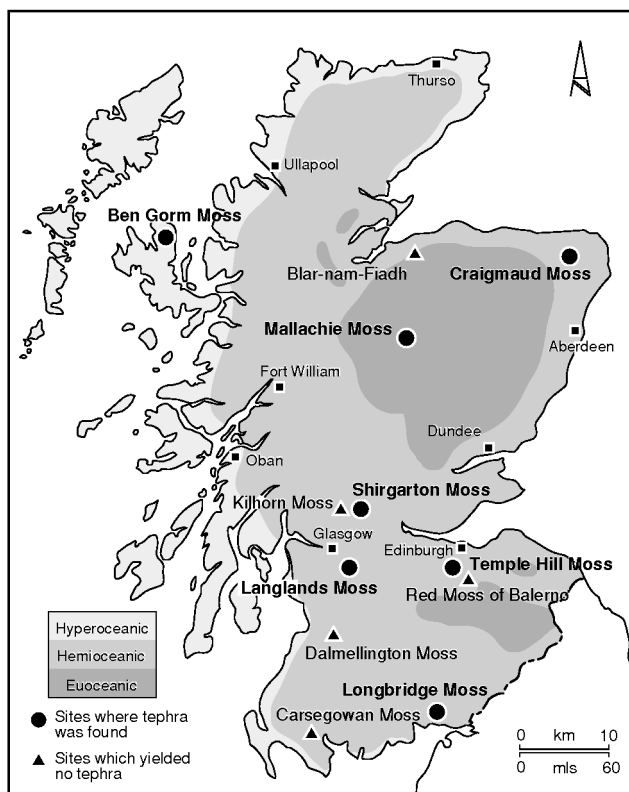 Thurso
Ullapool
Ben Gorm Moss
Blar-nam-Fiadh
Craigmaud Moss
Mallachie Moss
Aberdeen
Fort William
Dundee
Oban
Shirgarton Moss
Kilhorn Moss
Glasgow
Edinburgh
Temple Hill Moss
Langlands Moss
Red Moss of Balerno
Dalmellington Moss
Longbridge Moss
Carsegowan Moss
Hyperoceanic
Hemioceanic
Euoceanic
Sites where tephra
was found
Sites which yielded
no tephra
0 km 10
0 mls 60